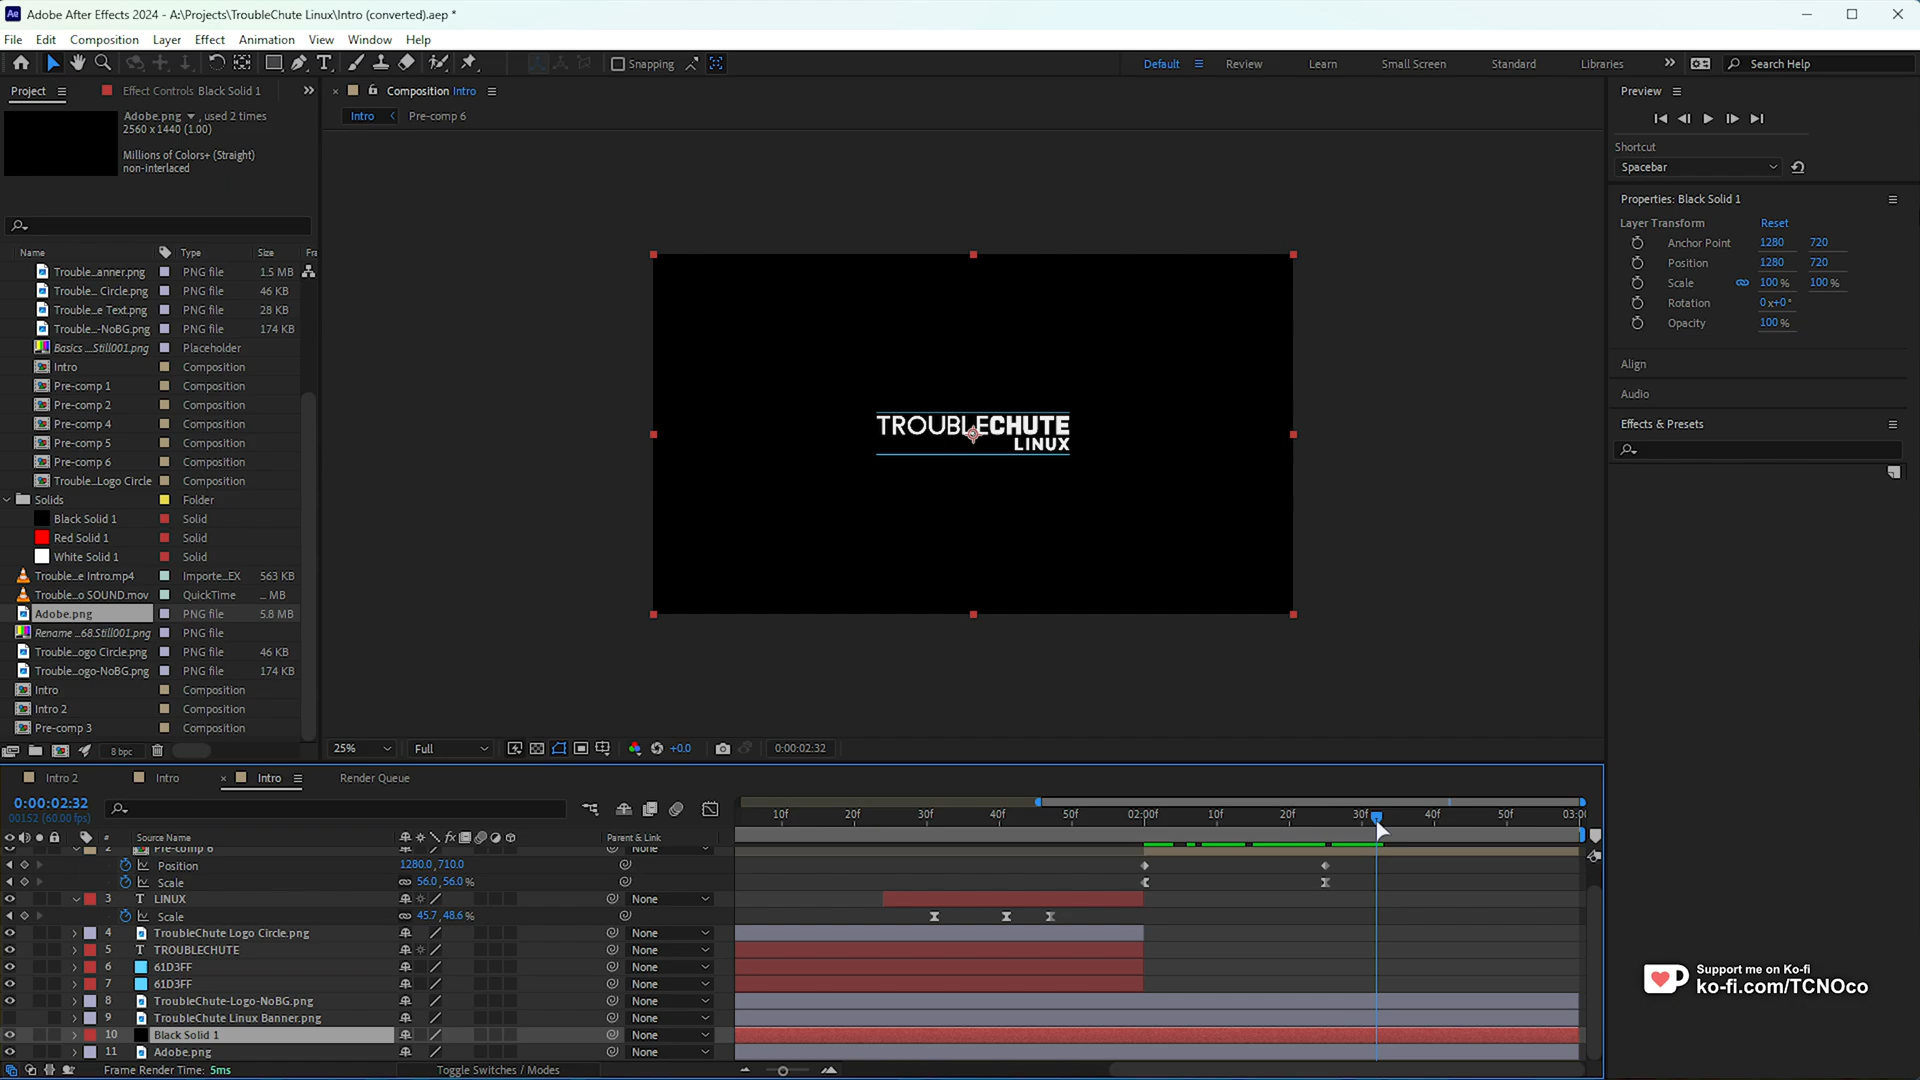 Adobe After Effects 2024 - A:\Projects\TroubleChute Linux\Intro (converted).aep *
File Edit Composition Layer Effect Animation View Window Help
Snapping
Default Review Learn Small Screen Standard Libraries Search Help
Project Effect Controls Black Solid 1
Composition Intro
Preview
Adobe.png , used 2 times
2560 x 1440 (1.00)
Millions of Colors+ (Straight)
non-interlaced
Intro Pre-comp 6
Shortcut
Spacebar
Properties: Black Solid 1
Layer Transform Reset
Anchor Point 1280 720
Position 1280 720
Scale 100 % 100 %
Rotation 0 x+0 °
Opacity 100 %
Align
Audio
Effects & Presets
Name Type Size Fra
Trouble...anner.png PNG file 1.5 MB
Trouble... Circle.png PNG file 46 KB
Trouble...e Text.png PNG file 28 KB
Trouble...-NoBG.png PNG file 174 KB
Basics ...Still001.png Placeholder
Intro Composition
Pre-comp 1 Composition
Pre-comp 2 Composition
Pre-comp 4 Composition
Pre-comp 5 Composition
Pre-comp 6 Composition
Trouble...Logo Circle Composition
Solids Folder
Black Solid 1 Solid
Red Solid 1 Solid
White Solid 1 Solid
Trouble...e Intro.mp4 Importe...EX 563 KB
Trouble...o SOUND.mov QuickTime ... MB
Adobe.png PNG file 5.8 MB
Rename ...68.Still001.png PNG file
Trouble...ogo Circle.png PNG file 46 KB
Trouble...ogo-NoBG.png PNG file 174 KB
Intro Composition
Intro 2 Composition
Pre-comp 3 Composition
8 bpc
TROUBLECHUTE
LINUX
25% Full +0.0 0:00:02:32
Intro 2 Intro Intro Render Queue
0:00:02:32
00152 (60.00 fps)
10f 20f 30f 40f 50f 02:00f 10f 20f 30f 40f 50f 03:0(
# Source Name fx Parent & Link
Pre-comp 6 None
Position 1280.0,710.0
Scale 56.0,56.0 %
3 T LINUX None
Scale 45.7,48.6 %
4 TroubleChute Logo Circle.png None
5 T TROUBLECHUTE None
6 61D3FF None
7 61D3FF None
8 TroubleChute-Logo-NoBG.png None
9 TroubleChute Linux Banner.png None
10 Black Solid 1 None
11 Adobe.png None
Frame Render Time: 5ms Toggle Switches / Modes
Support me on Ko-fi
ko-fi.com/TCNOco